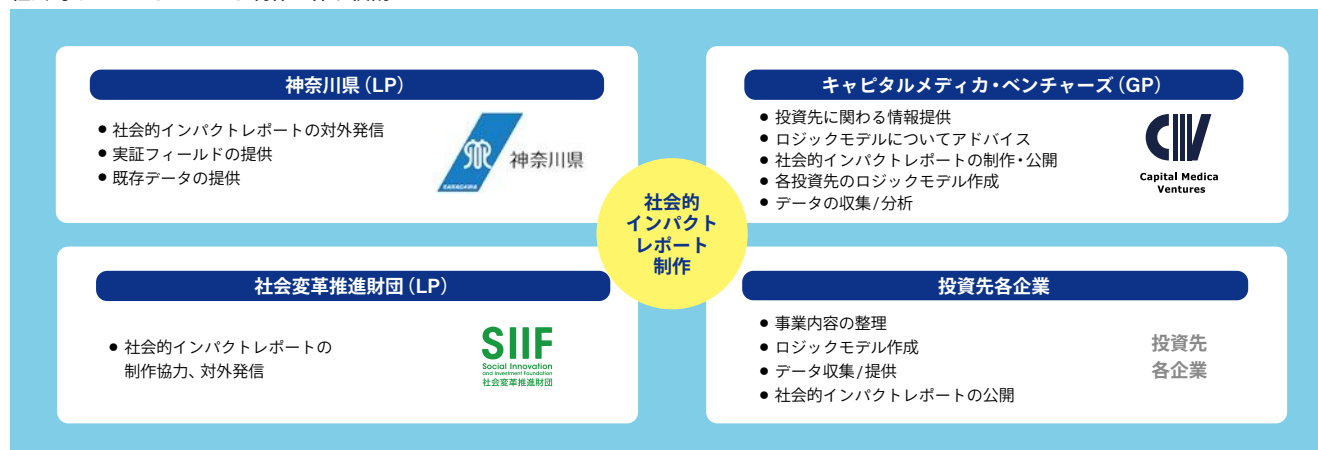 神奈川県（LP）
● 社会的インパクトレポートの対外発信
● 実証フィールドの提供
● 既存データの提供
KANAGAWA
神奈川県
キャピタルメディカ・ベンチャーズ（GP）
● 投資先に関わる情報提供
● ロジックモデルについてアドバイス
● 社会的インパクトレポートの制作・公開
● 各投資先のロジックモデル作成
● データの収集/分析
CMV
Capital Medica
Ventures
社会的
インパクト
レポート
制作
社会変革推進財団（LP）
● 社会的インパクトレポートの
制作協力、対外発信
SIIF
Social Innovation
and Investment Foundation
社会変革推進財団
投資先各企業
● 事業内容の整理
● ロジックモデル作成
● データ収集/提供
● 社会的インパクトレポートの公開
投資先
各企業